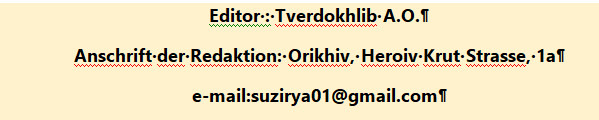 Editor : Tverdokhlib A.O.¶
Anschrift der Redaktion: Orikhiv, Heroiv Krut Strasse, 1a¶
e-mail:suzirya01@gmail.com¶